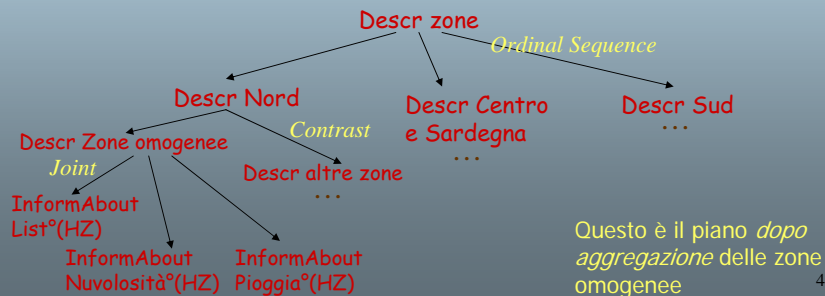 Descr zone
Ordinal Sequence
Descr Nord
Descr Centro
e Sardegna
…
Descr Sud
…
Contrast
Descr Zone omogenee
Joint
Descr altre zone
…
InformAbout
List°(HZ)
InformAbout
Nuvolosità°(HZ)
InformAbout
Pioggia°(HZ)
Questo è il piano dopo
aggregazione delle zone
omogenee
4